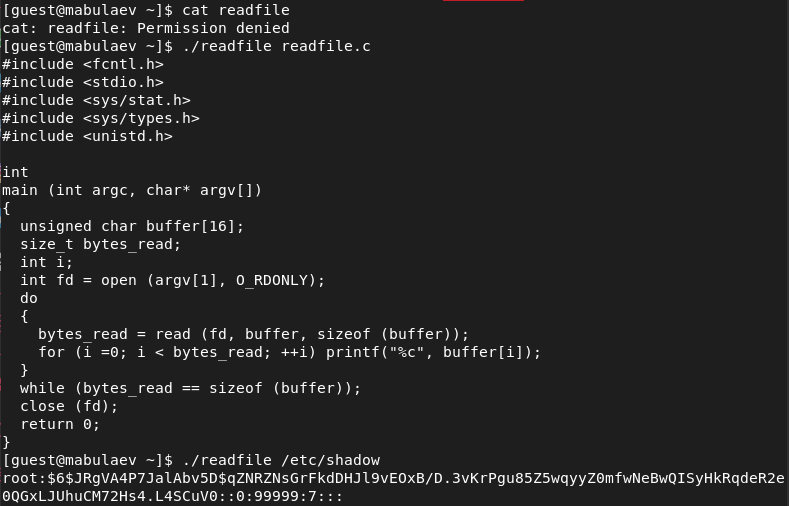 [guest@mabulaev ~]$ cat readfile
cat: readfile: Permission denied
[guest@mabulaev ~]$ ./readfile readfile.c
#include <fcntl.h>
#include <stdio.h>
#include <sys/stat.h>
#include <sys/types.h>
#include <unistd.h>

int
main (int argc, char* argv[])
{
  unsigned char buffer[16];
  size_t bytes_read;
  int i;
  int fd = open (argv[1], O_RDONLY);
  do
  {
    bytes_read = read (fd, buffer, sizeof (buffer));
    for (i =0; i < bytes_read; ++i) printf("%c", buffer[i]);
  }
  while (bytes_read == sizeof (buffer));
  close (fd);
  return 0;
}
[guest@mabulaev ~]$ ./readfile /etc/shadow
root:$6$JRgVA4P7JalAbv5D$qZNRZNsGrFkdDHJl9vEOxB/D.3vKrPgu85Z5wqyyZ0mfwNeBwQISyHkRqdeR2e
0QGxLJUhuCM72Hs4.L4SCuV0::0:99999:7:::